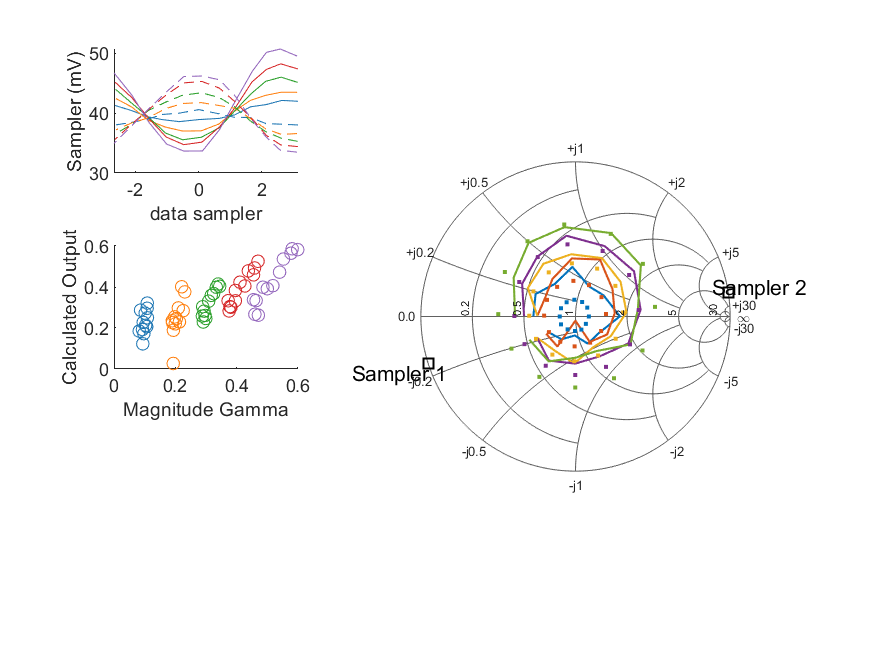 50
40
30
Sampler (mV)
-2
0
2
data sampler
0.6
0.4
0.2
0
Calculated Output
0
0.2
0.4
0.6
Magnitude Gamma
+j1
+j0.5
+j2
+j0.2
+j5
Sampler 2
+j30
0.0
0.2
0.5
1
2
5
30
∞
-j30
Sampler 1
-j0.2
-j5
-j0.5
-j2
-j1